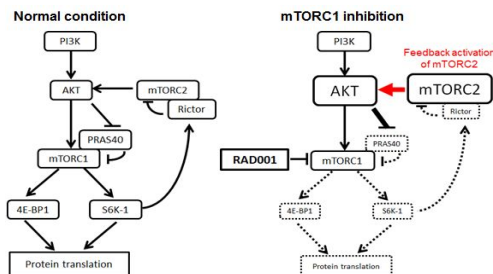 Normal condition
PI3K
AKT
mTORC2
Rictor
PRAS40
mTORC1
4E-BP1
S6K-1
Protein translation
mTORC1 inhibition
PI3K
Feedback activation
of mTORC2
AKT
mTORC2
Rictor
PRAS40
RAD001
mTORC1
4E-BP1
S6K-1
Protein translation